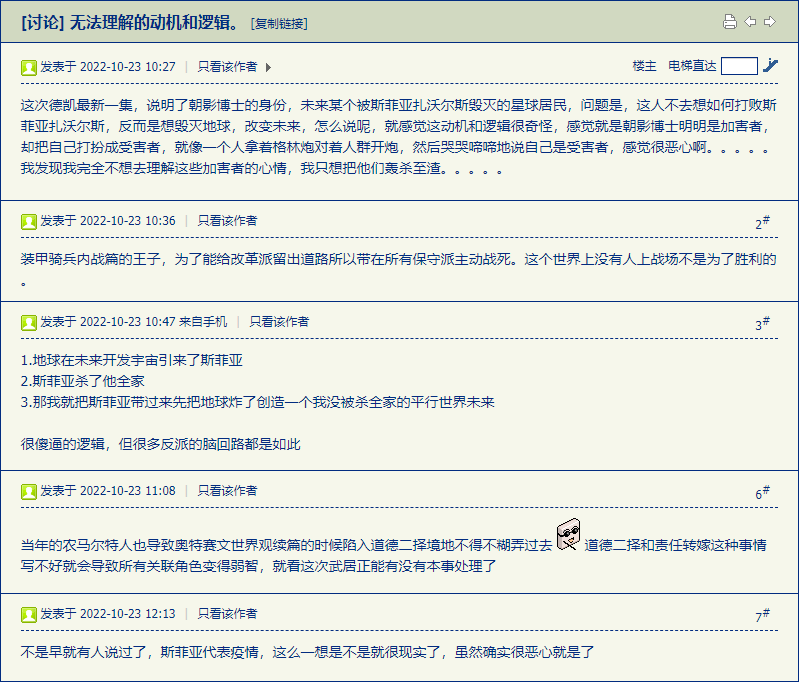 [讨论] 无法理解的动机和逻辑。 [复制链接]
发表于 2022-10-23 10:27 | 只看该作者 楼主 电梯直达
这次德凯最新一集，说明了朝影博士的身份，未来某个被斯菲亚扎沃尔斯毁灭的星球居民，问题是，这人不去想如何打败斯
菲亚扎沃尔斯，反而是想毁灭地球，改变未来，怎么说呢，就感觉这动机和逻辑很奇怪，感觉就是朝影博士明明是加害者，
却把自己打扮成受害者，就像一个人拿着格林炮对着人群开炮，然后哭哭啼啼地说自己是受害者，感觉很恶心啊。。。。。
我发现我完全不想去理解这些加害者的心情，我只想把他们轰杀至渣。。。。。
发表于 2022-10-23 10:36 | 只看该作者 2#
装甲骑兵内战篇的王子，为了能给改革派留出道路所以带在所有保守派主动战死。这个世界上没有人上战场不是为了胜利的
。
发表于 2022-10-23 10:47 来自手机 | 只看该作者 3#
1.地球在未来开发宇宙引来了斯菲亚
2.斯菲亚杀了他全家
3.那我就把斯菲亚带过来先把地球炸了创造一个我没被杀全家的平行世界未来
很傻逼的逻辑，但很多反派的脑回路都是如此
发表于 2022-10-23 11:08 | 只看该作者 6#
当年的农马尔特人也导致奥特赛文世界观续篇的时候陷入道德二择境地不得不糊弄过去 道德二择和责任转嫁这种事情
写不好就会导致所有关联角色变得弱智，就看这次武居正能有没有本事处理了
发表于 2022-10-23 12:13 | 只看该作者 7#
不是早就有人说过了，斯菲亚代表疫情，这么一想是不是就很现实了，虽然确实很恶心就是了